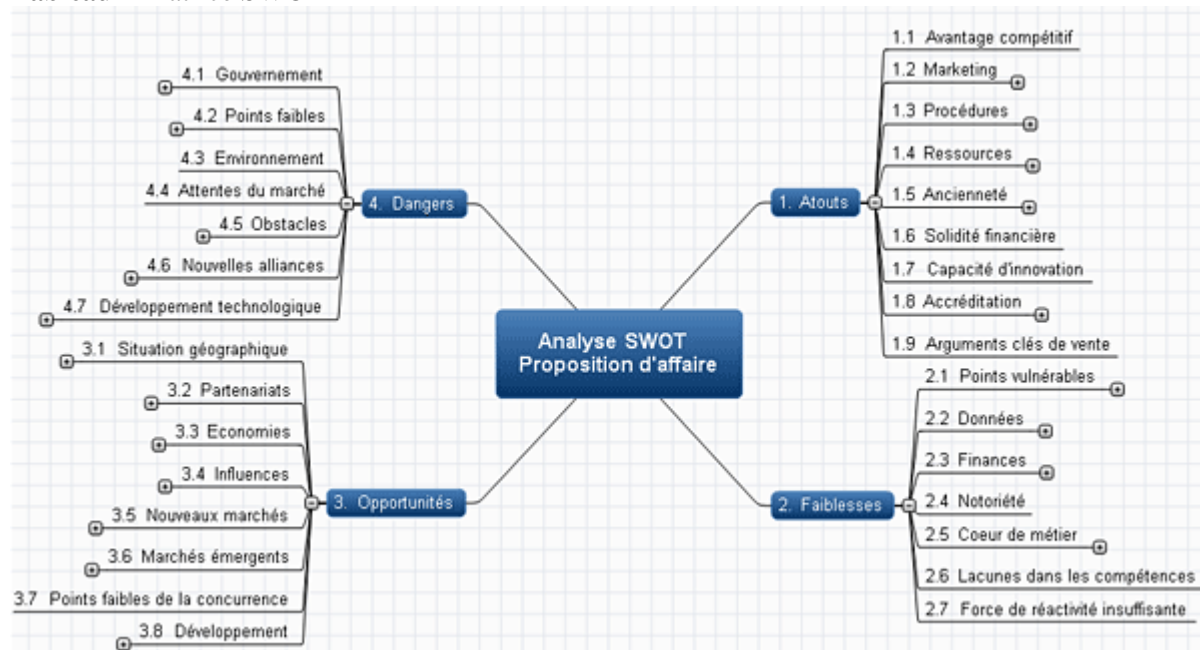 Analyse SWOT
Proposition d'affaire
1. Atouts
1.1 Avantage compétitif
1.2 Marketing
1.3 Procédures
1.4 Ressources
1.5 Ancienneté
1.6 Solidité financière
1.7 Capacité d'innovation
1.8 Accréditation
1.9 Arguments clés de vente
2. Faiblesses
2.1 Points vulnérables
2.2 Données
2.3 Finances
2.4 Notoriété
2.5 Coeur de métier
2.6 Lacunes dans les compétences
2.7 Force de réactivité insuffisante
3. Opportunités
3.1 Situation géographique
3.2 Partenariats
3.3 Economies
3.4 Influences
3.5 Nouveaux marchés
3.6 Marchés émergents
3.7 Points faibles de la concurrence
3.8 Développement
4. Dangers
4.1 Gouvernement
4.2 Points faibles
4.3 Environnement
4.4 Attentes du marché
4.5 Obstacles
4.6 Nouvelles alliances
4.7 Développement technologique